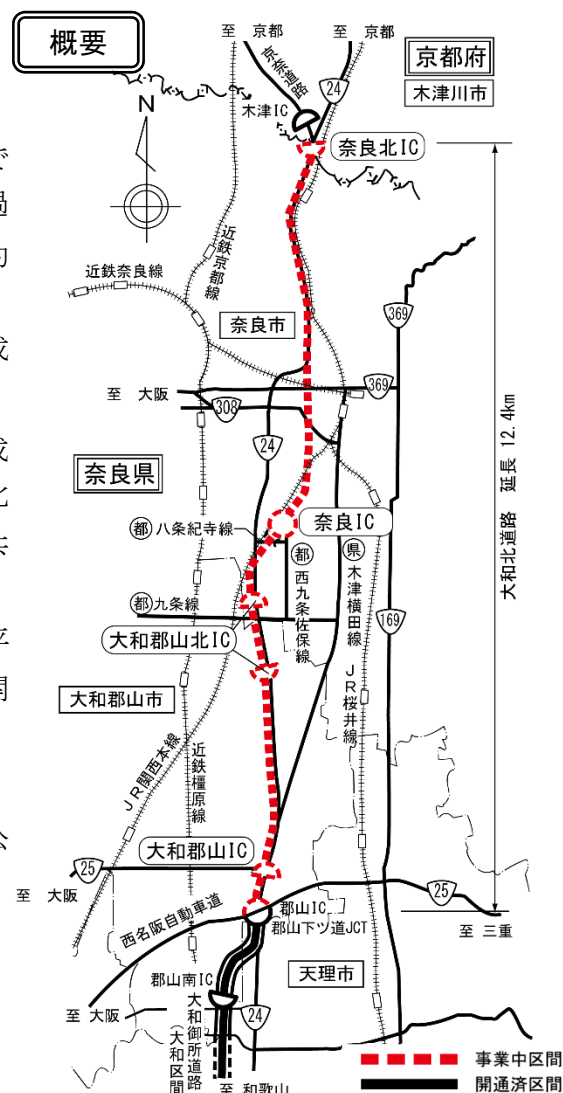 概要
至 京都
至 京都
京都府
京奈道路
24
木津川市
木津IC
N
奈良北IC
で
過
約
近鉄京都線
近鉄奈良線
369
奈良市
成
至 大阪
369
308
24
成
奈良県
北
大和北道路 延長 12.4km
奈良IC
都 八条紀寺線
都 西九条佐保線
県 木津横田線
都 九条線
169
大和郡山北IC
大和郡山市
JR桜井線
JR関西本線
近鉄橿原線
大和郡山IC
公
25
至 大阪
25
郡山IC
西名阪自動車道
郡山下ツ道JCT
至 三重
天理市
郡山南IC
大和御所道路
(大和区間)
至 大阪
24
事業中区間
開通済区間
至 和歌山